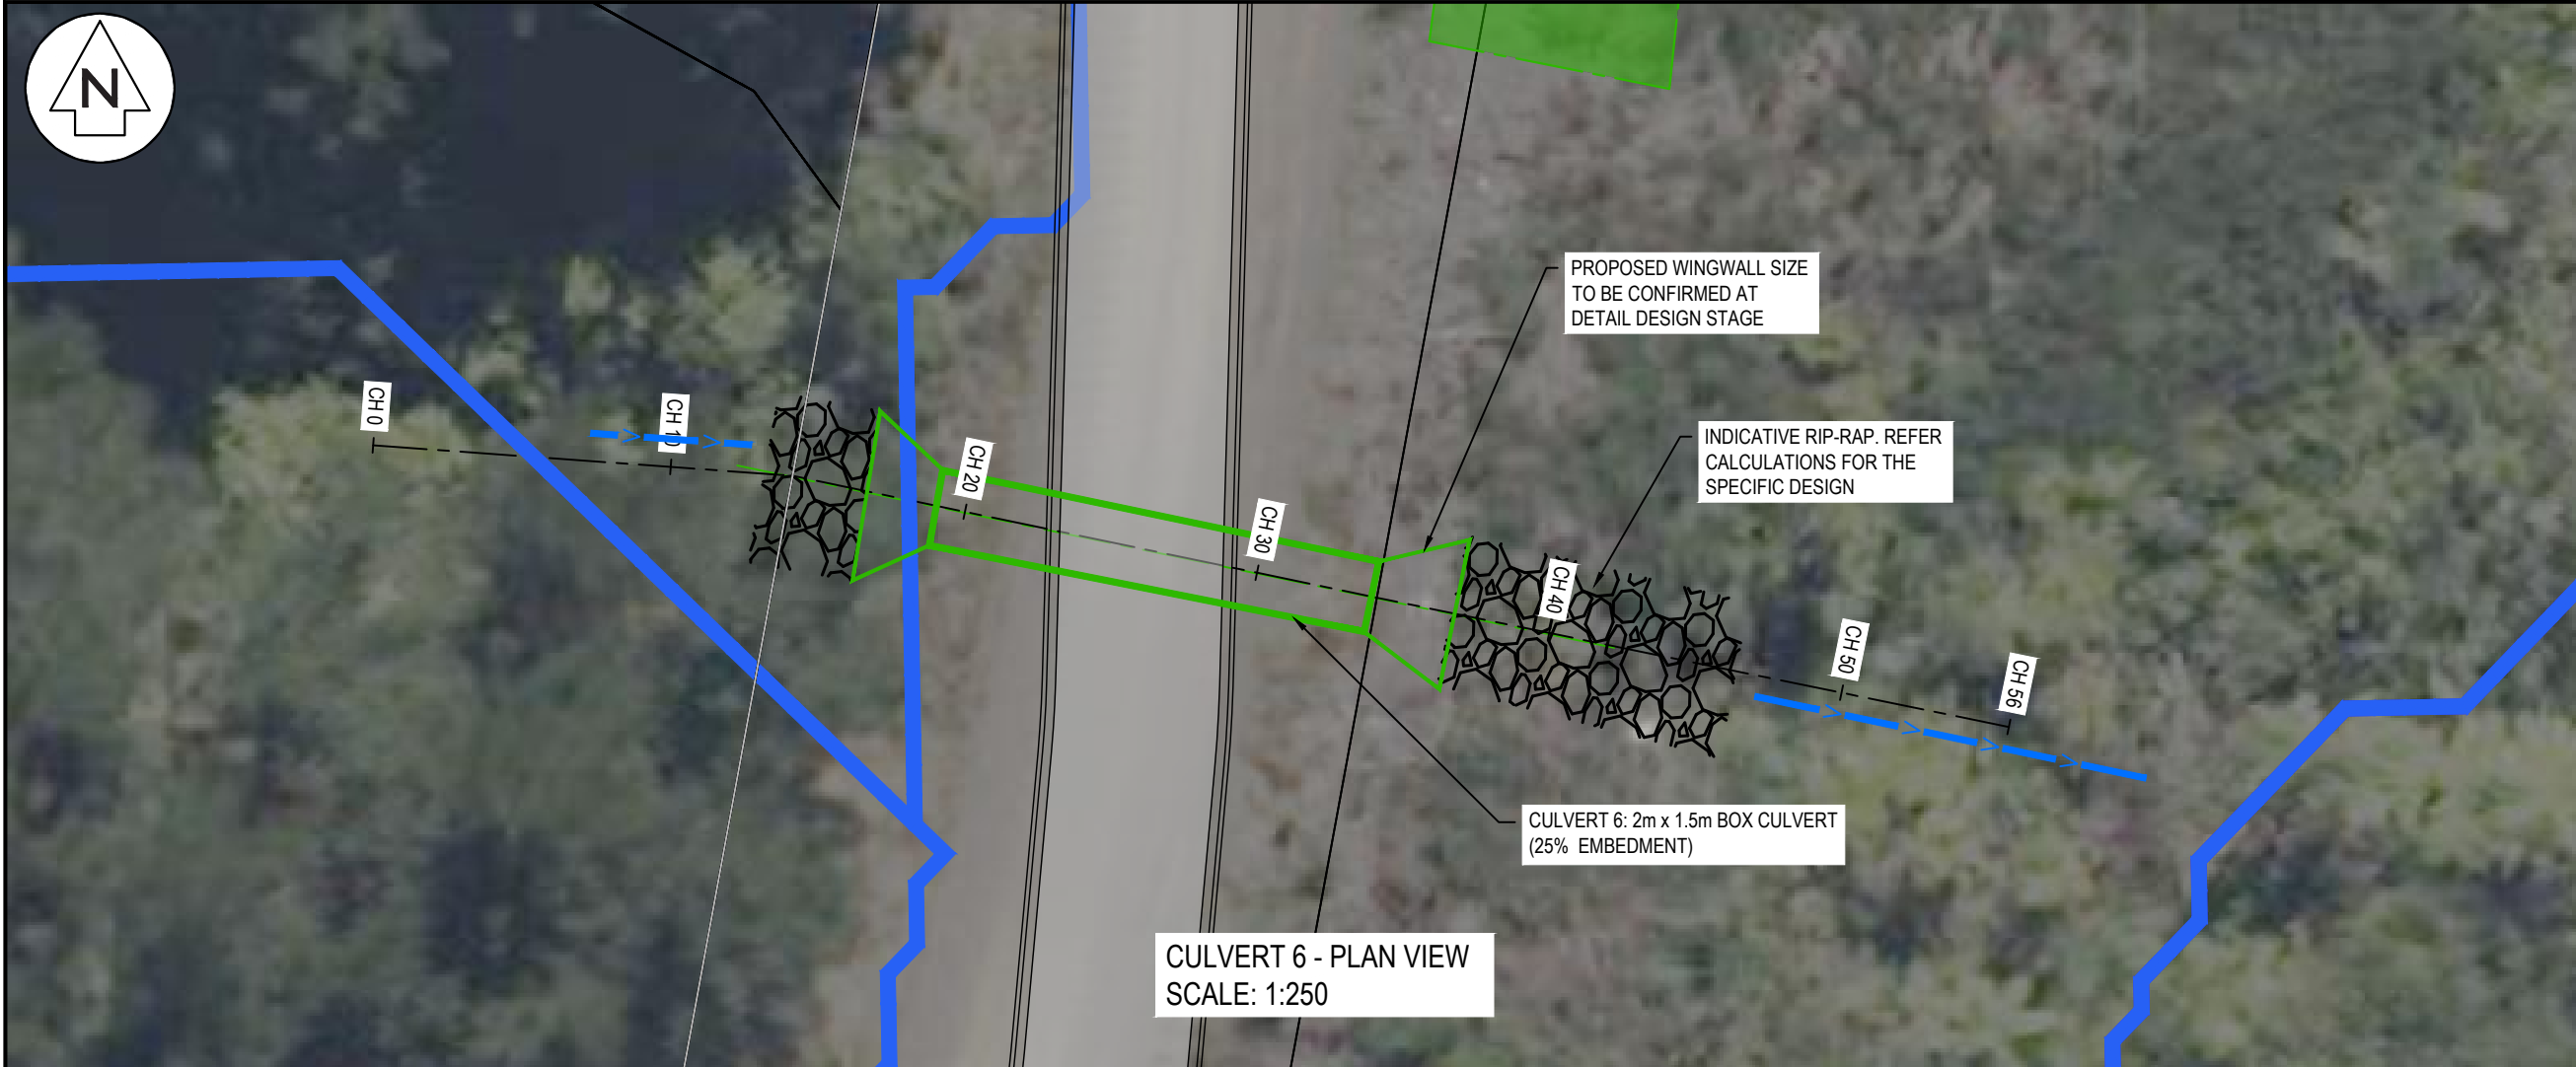 N
PROPOSED WINGWALL SIZE
TO BE CONFIRMED AT
DETAIL DESIGN STAGE
CH 0
CH 10
CH 20
CH 30
CH 40
CH 50
CH 56
INDICATIVE RIP-RAP. REFER
CALCULATIONS FOR THE
SPECIFIC DESIGN
CULVERT 6: 2m x 1.5m BOX CULVERT
(25% EMBEDMENT)
CULVERT 6 - PLAN VIEW
SCALE: 1:250